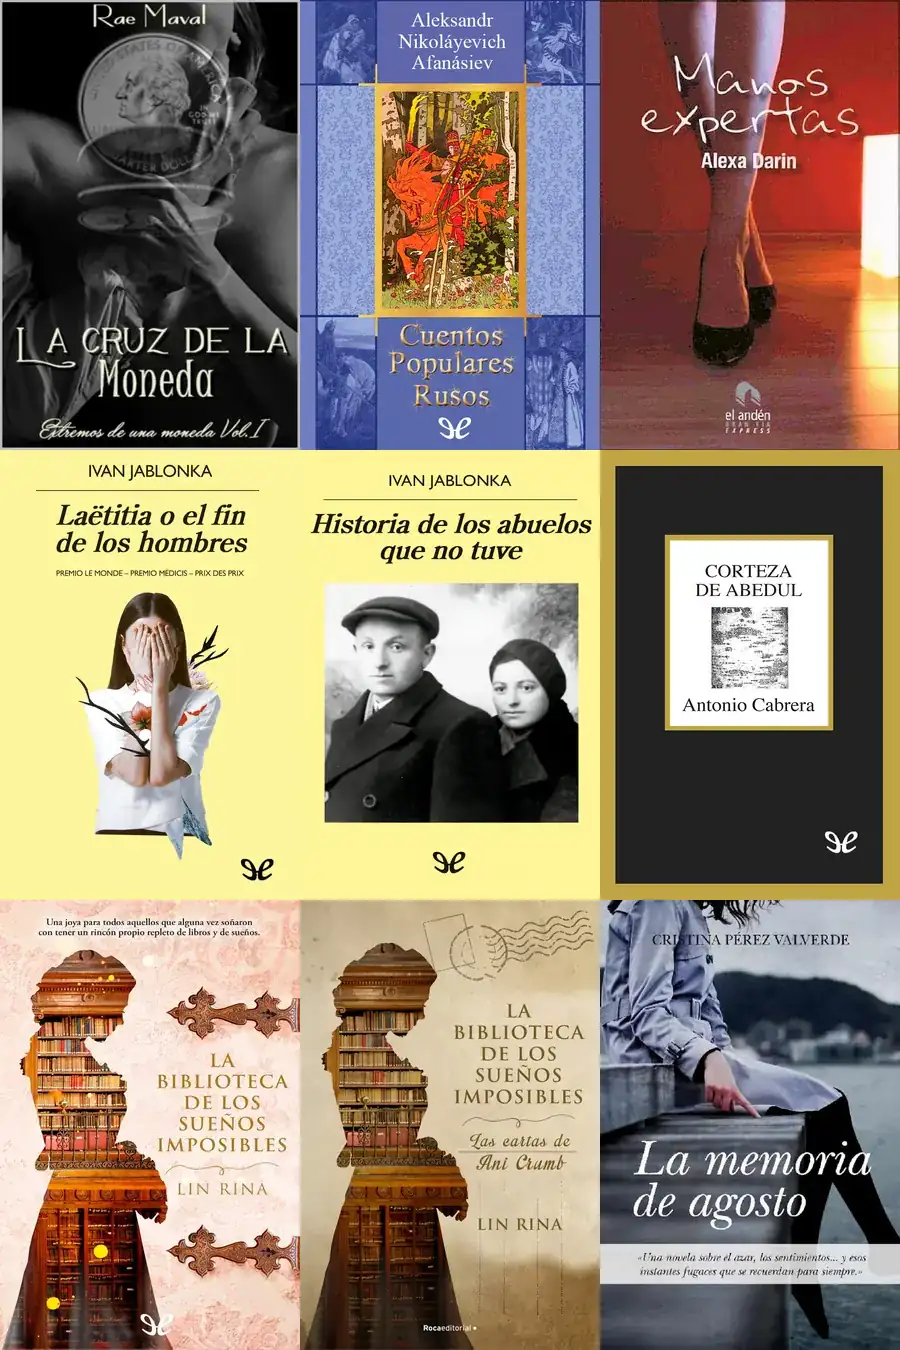 Rae Maval
LA CRUZ DE LA
Moneda
Extremos de una moneda Vol.I
Aleksandr
Nikoláyevich
Afanásiev
Cuentos
Populares
Rusos
Manos
expertas
Alexa Darin
el andén
GRAN VÍA
EXPRESS
IVAN JABLONKA
Laëtitia o el fin
de los hombres
PREMIO LE MONDE – PREMIO MÉDICIS – PRIX DES PRIX
IVAN JABLONKA
Historia de los abuelos
que no tuve
CORTEZA
DE ABEDUL
Antonio Cabrera
Una joya para todos aquellos que alguna vez soñaron
con tener un rincón propio repleto de libros y de sueños.
LA
BIBLIOTECA
DE LOS
SUEÑOS
IMPOSIBLES
LIN RINA
LA
BIBLIOTECA
DE LOS
SUEÑOS
IMPOSIBLES
Las cartas de
Ani Crumb
LIN RINA
Rocaeditorial
CRISTINA PÉREZ VALVERDE
La memoria
de agosto
«Una novela sobre el azar, los sentimientos... y esos
instantes fugaces que se recuerdan para siempre.»